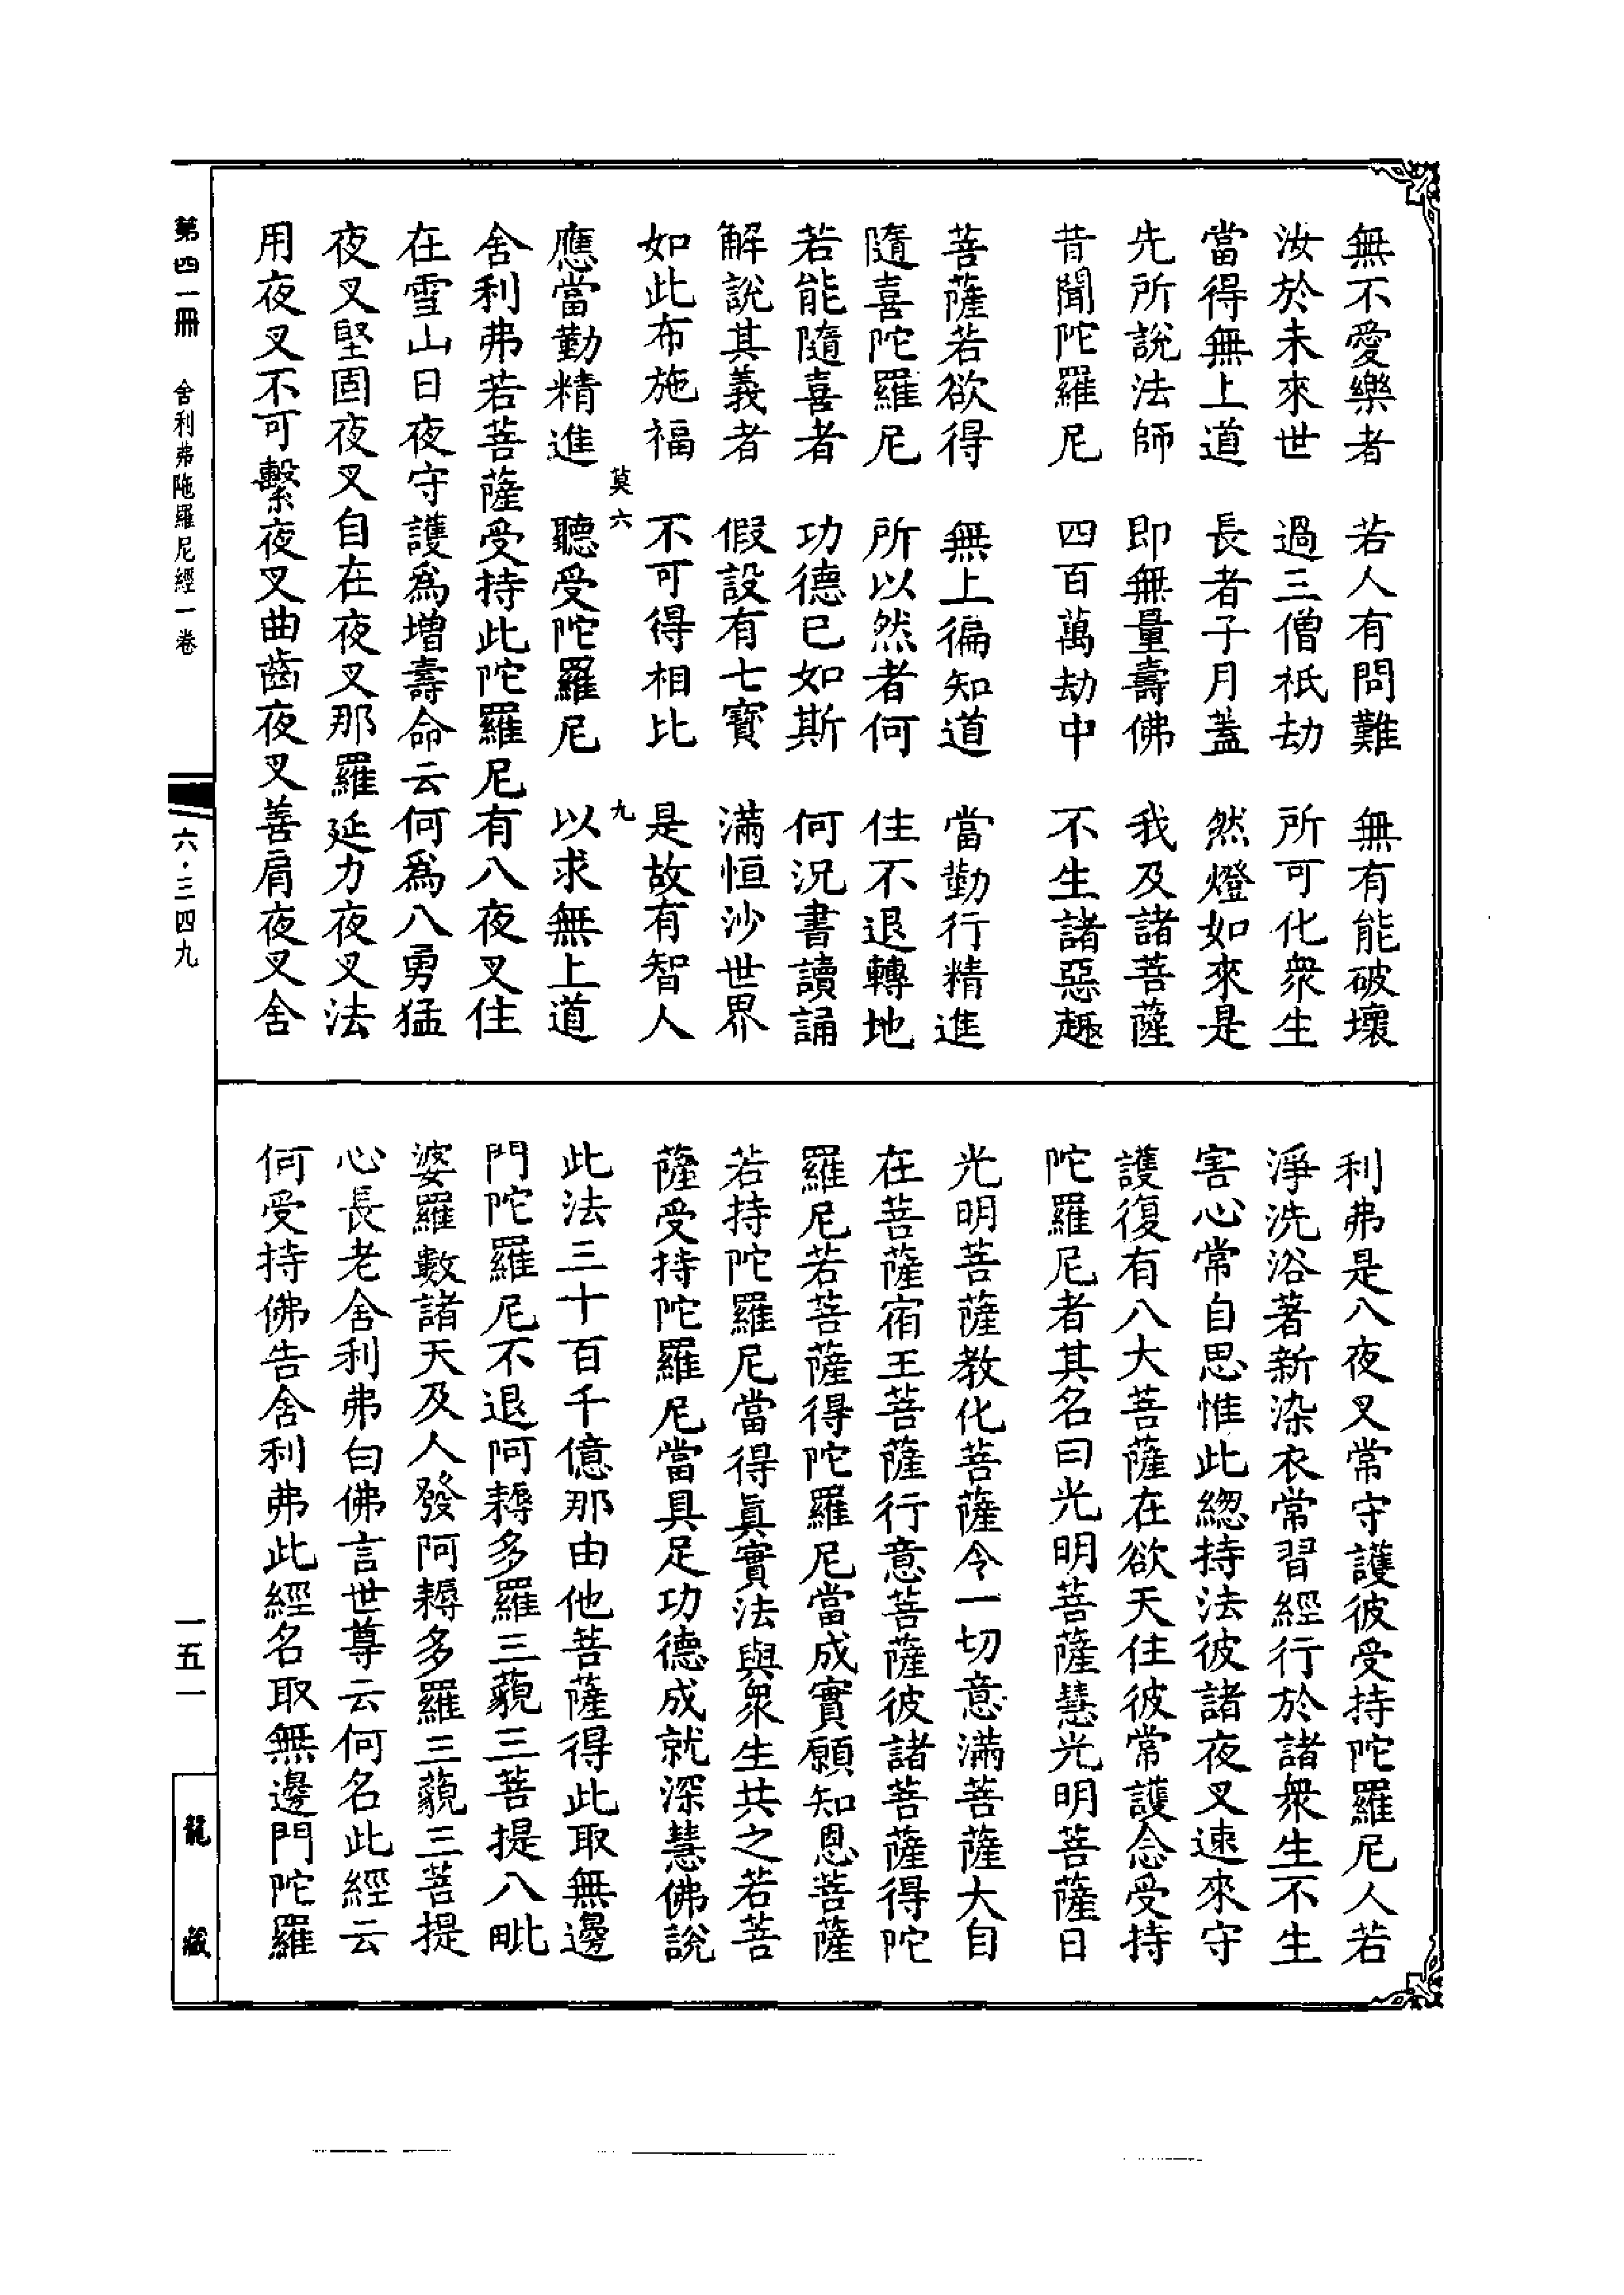 無不愛樂者　若人有問難　無有能破壞
汝於未來世　過三僧祇劫　所可化衆生
當得無上道　長者子月蓋　然燈如來是
先所說法師　即無量壽佛　我及諸菩薩
昔聞陀羅尼　四百萬劫中　不生諸惡趣
菩薩若欲得　無上徧知道　當勤行精進
隨喜陀羅尼　所以然者何　住不退轉地
若能隨喜者　功德已如斯　何況書讀誦
解說其義者　假設有七寳　滿恒沙世界
如此布施福　不可得相比　是故有智人
莫六　九
應當勤精進　聽受陀羅尼　以求無上道
舍利弗若菩薩受持此陀羅尼有八夜叉住
在雪山日夜守護爲增壽命云何爲八勇猛
夜叉堅固夜叉自在夜叉那羅延力夜叉法
用夜叉不可繫夜叉曲齒夜叉善肩夜叉舍
利弗是八夜叉常守護彼受持陀羅尼人若
淨洗浴著新染衣常習經行於諸衆生不生
害心常自思惟此緫持法彼諸夜叉速來守
護復有八大菩薩在欲天住彼常護念受持
陀羅尼者其名曰光明菩薩慧光明菩薩日
光明菩薩教化菩薩令一切意滿菩薩大自
在菩薩宿王菩薩行意菩薩彼諸菩薩得陀
羅尼若菩薩得陀羅尼當成實願知恩菩薩
若持陀羅尼當得眞實法與衆生共之若菩
薩受持陀羅尼當具足功德成就深慧佛說
此法三十百千億那由他菩薩得此取無邊
門陀羅尼不退阿耨多羅三藐三菩提八毗
婆羅數諸天及人發阿耨多羅三藐三菩提
心長老舍利弗白佛言世尊云何名此經云
何受持佛告舍利弗此經名取無邊門陀羅
第四一冊　舍利弗陁羅尼經一卷
六·三四九
一五一
龍藏